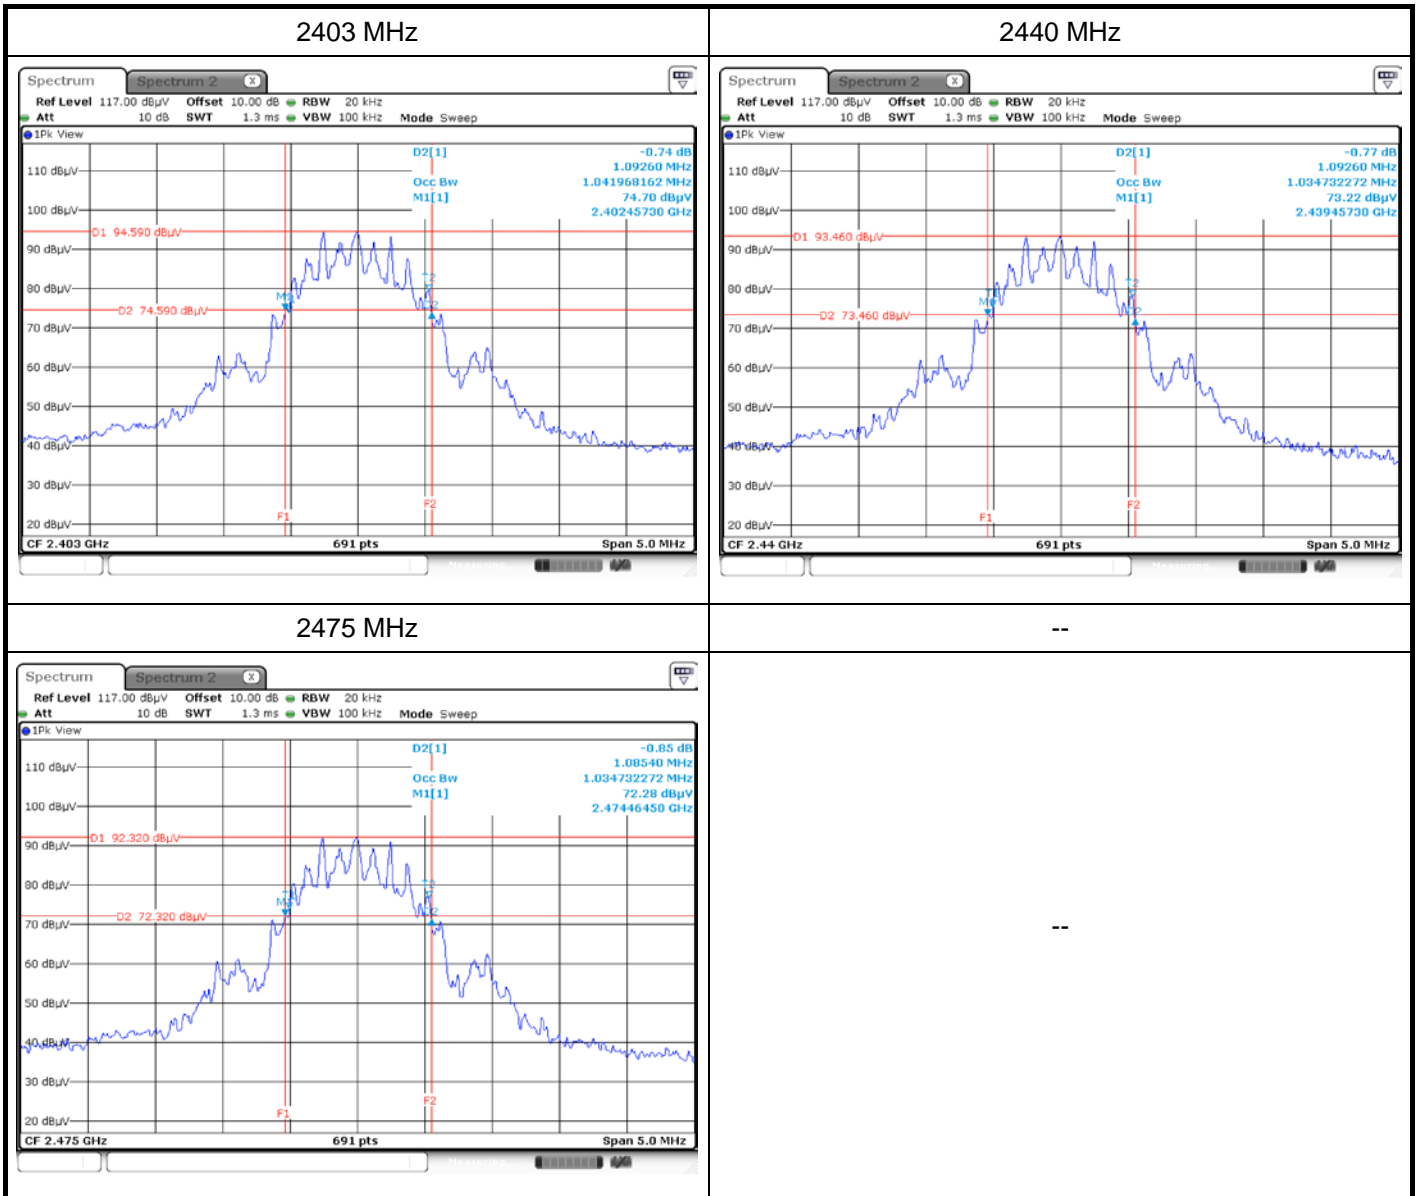 2403 MHz
2440 MHz
Spectrum
Spectrum 2
X
Ref Level 117.00 dBµV Offset 10.00 dB RBW 20 kHz
Att 10 dB SWT 1.3 ms VBW 100 kHz Mode Sweep
1Pk View
D2[1] -0.74 dB
1.09260 MHz
Occ Bw 1.041968162 MHz
M1[1] 74.70 dBµV
2.40245730 GHz
110 dBµV
100 dBµV
D1 94.590 dBµV
90 dBµV
80 dBµV
D2 74.590 dBµV
70 dBµV
60 dBµV
50 dBµV
40 dBµV
30 dBµV
20 dBµV
F1
F2
CF 2.403 GHz 691 pts Span 5.0 MHz
Spectrum
Spectrum 2
X
Ref Level 117.00 dBµV Offset 10.00 dB RBW 20 kHz
Att 10 dB SWT 1.3 ms VBW 100 kHz Mode Sweep
1Pk View
D2[1] -0.77 dB
1.09260 MHz
Occ Bw 1.034732272 MHz
M1[1] 73.22 dBµV
2.43945730 GHz
110 dBµV
100 dBµV
D1 93.460 dBµV
90 dBµV
80 dBµV
D2 73.460 dBµV
70 dBµV
60 dBµV
50 dBµV
40 dBµV
30 dBµV
20 dBµV
F1
F2
CF 2.44 GHz 691 pts Span 5.0 MHz
2475 MHz
--
Spectrum
Spectrum 2
X
Ref Level 117.00 dBµV Offset 10.00 dB RBW 20 kHz
Att 10 dB SWT 1.3 ms VBW 100 kHz Mode Sweep
1Pk View
D2[1] -0.85 dB
1.08540 MHz
Occ Bw 1.034732272 MHz
M1[1] 72.28 dBµV
2.47446450 GHz
110 dBµV
100 dBµV
D1 92.320 dBµV
90 dBµV
80 dBµV
D2 72.320 dBµV
70 dBµV
60 dBµV
50 dBµV
40 dBµV
30 dBµV
20 dBµV
F1
F2
CF 2.475 GHz 691 pts Span 5.0 MHz
--